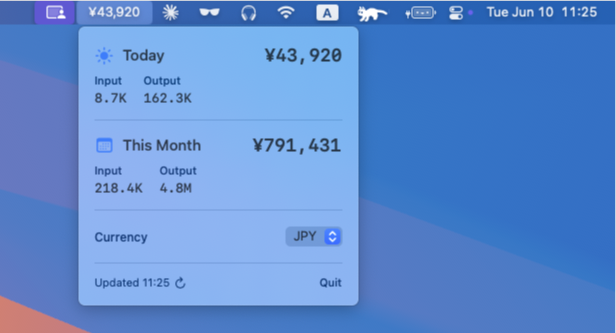 ¥43,920 A Tue Jun 10 11:25
Today ¥43,920
Input Output
8.7K 162.3K
This Month ¥791,431
Input Output
218.4K 4.8M
Currency JPY
Updated 11:25 Quit